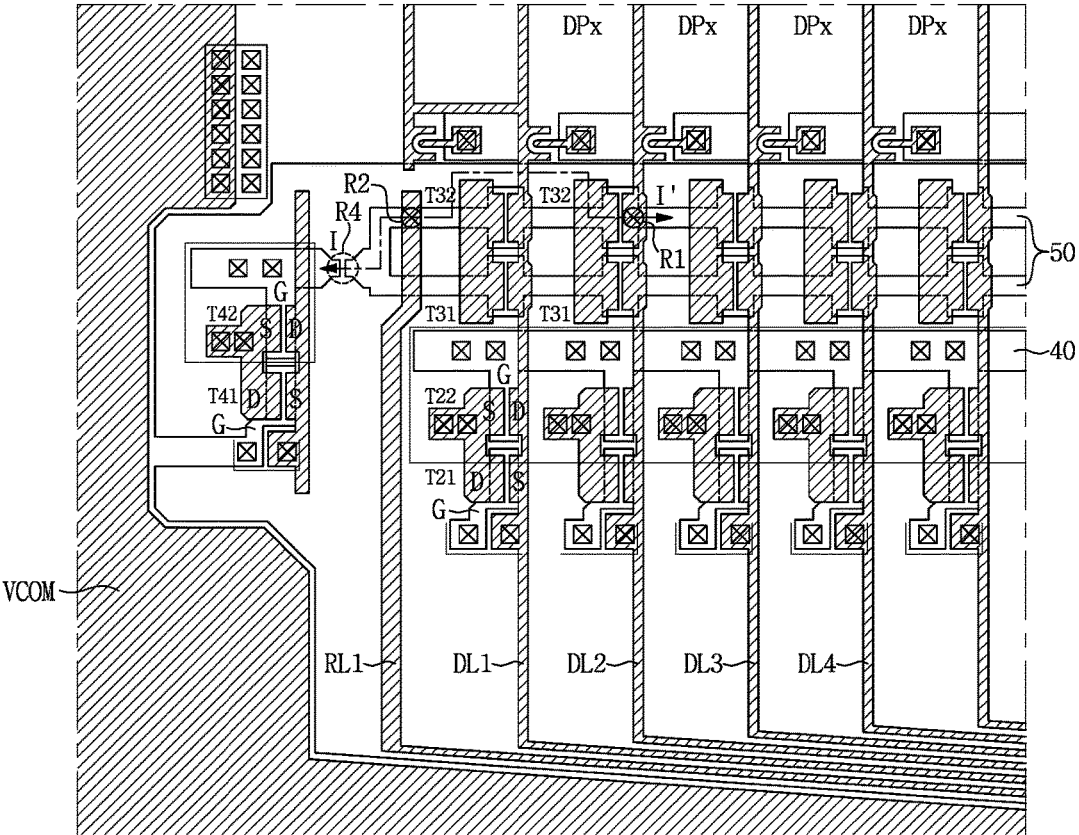 DPx DPx DPx DPx
T32 T32
R2
R4
I I'
R1
50
G
T42 S D
T31 T31
40
G
T41 D S
T22 S D
G
T21 D S
G
VCOM
RL1 DL1 DL2 DL3 DL4